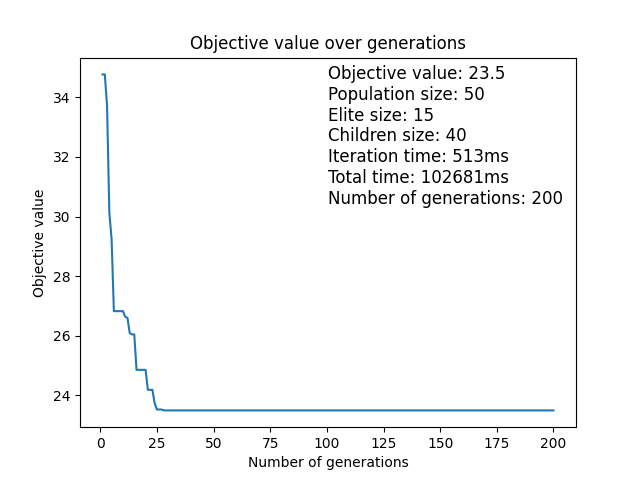 Objective value over generations
Objective value: 23.5
Population size: 50
Elite size: 15
Children size: 40
Iteration time: 513ms
Total time: 102681ms
Number of generations: 200
Objective value
34
32
30
28
26
24
0 25 50 75 100 125 150 175 200
Number of generations